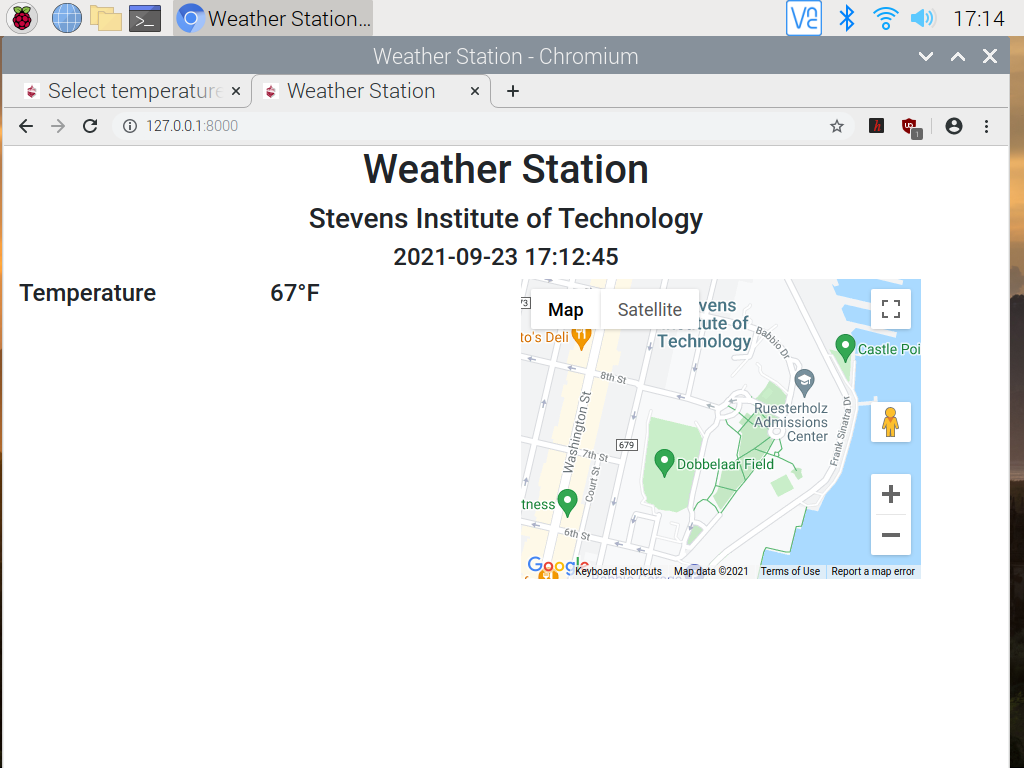 Weather Station...
17:14
Weather Station - Chromium
Select temperature
Weather Station
127.0.0.1:8000
1
Weather Station
Stevens Institute of Technology
2021-09-23 17:12:45
Temperature 67°F
Map Satellite
vens
tute of
Technology
to's Deli
Babbio Dr
Castle Poi
8th St
Ruesterholz
Admissions
Center
Washington St
679
Frank Sinatra Dr
7th St
Dobbelaar Field
Court St
tness
6th St
Google
Keyboard shortcuts Map data ©2021 Terms of Use Report a map error